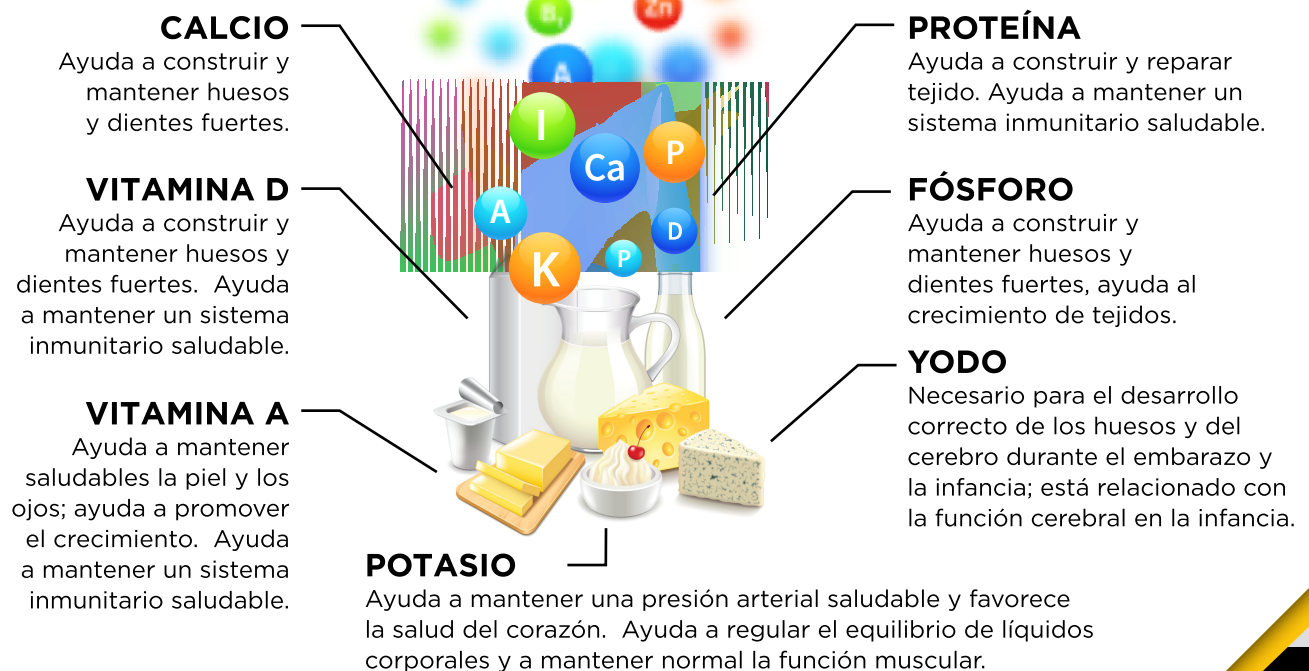 CALCIO
Ayuda a construir y
mantener huesos
y dientes fuertes.
VITAMINA D
Ayuda a construir y
mantener huesos y
dientes fuertes.  Ayuda
a mantener un sistema
inmunitario saludable.
VITAMINA A
Ayuda a mantener
saludables la piel y los
ojos; ayuda a promover
el crecimiento.  Ayuda
a mantener un sistema
inmunitario saludable.
B₁
Zn
A
I
Ca
P
A
D
P
K
PROTEÍNA
Ayuda a construir y reparar
tejido. Ayuda a mantener un
sistema inmunitario saludable.
FÓSFORO
Ayuda a construir y
mantener huesos y
dientes fuertes, ayuda al
crecimiento de tejidos.
YODO
Necesario para el desarrollo
correcto de los huesos y del
cerebro durante el embarazo y
la infancia; está relacionado con
la función cerebral en la infancia.
POTASIO
Ayuda a mantener una presión arterial saludable y favorece
la salud del corazón.  Ayuda a regular el equilibrio de líquidos
corporales y a mantener normal la función muscular.